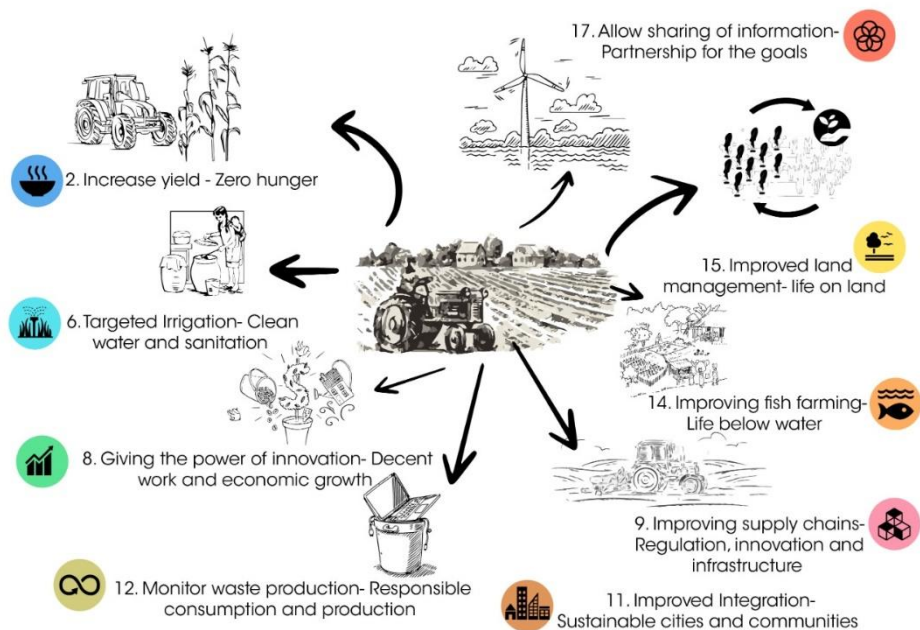 17. Allow sharing of information-
Partnership for the goals
2. Increase yield - Zero hunger
15. Improved land
management- life on land
6. Targeted Irrigation- Clean
water and sanitation
14. Improving fish farming-
Life below water
8. Giving the power of innovation- Decent
work and economic growth
9. Improving supply chains-
Regulation, innovation and
infrastructure
12. Monitor waste production- Responsible
consumption and production
11. Improved Integration-
Sustainable cities and communities